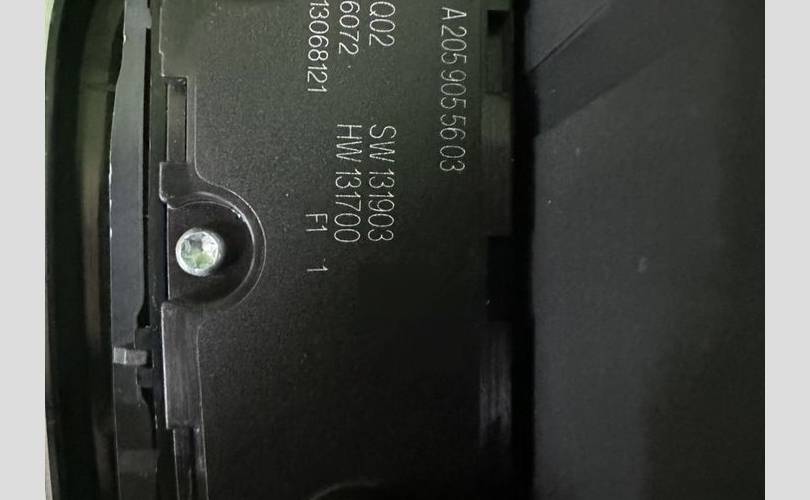 A 205 905 56 03
Q02 SW 131903
6072 HW 131700
13068121 F1 1